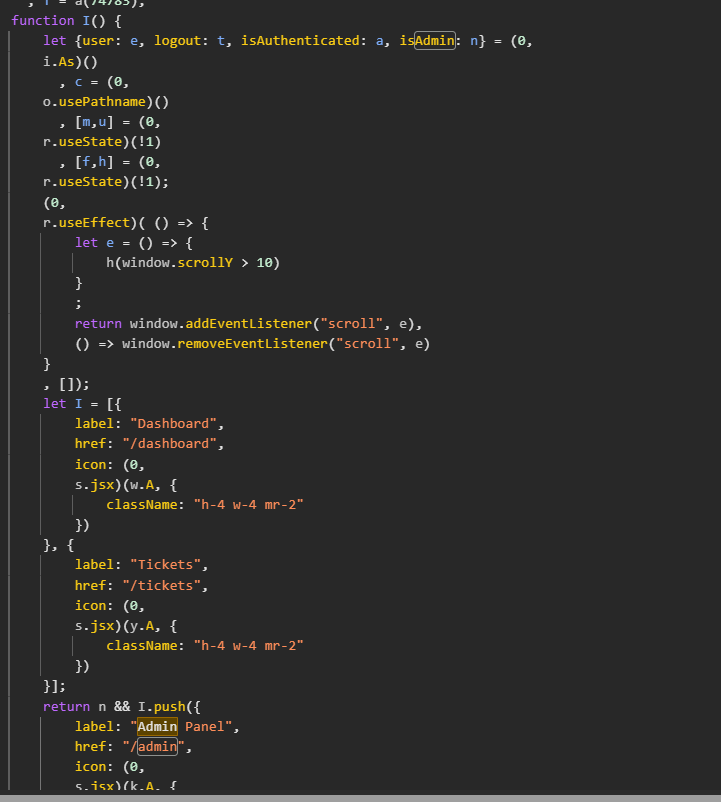 , f = a(74783);
function I() {
let {user: e, logout: t, isAuthenticated: a, isAdmin: n} = (0,
i.As)()
, c = (0,
o.usePathname)()
, [m,u] = (0,
r.useState)(!1)
, [f,h] = (0,
r.useState)(!1);
(0,
r.useEffect)( () => {
let e = () => {
h(window.scrollY > 10)
}
;
return window.addEventListener("scroll", e),
() => window.removeEventListener("scroll", e)
}
, []);
let I = [{
label: "Dashboard",
href: "/dashboard",
icon: (0,
s.jsx)(w.A, {
className: "h-4 w-4 mr-2"
})
}, {
label: "Tickets",
href: "/tickets",
icon: (0,
s.jsx)(y.A, {
className: "h-4 w-4 mr-2"
})
}];
return n && I.push({
label: "Admin Panel",
href: "/admin",
icon: (0,
s.jsx)(k.A, {